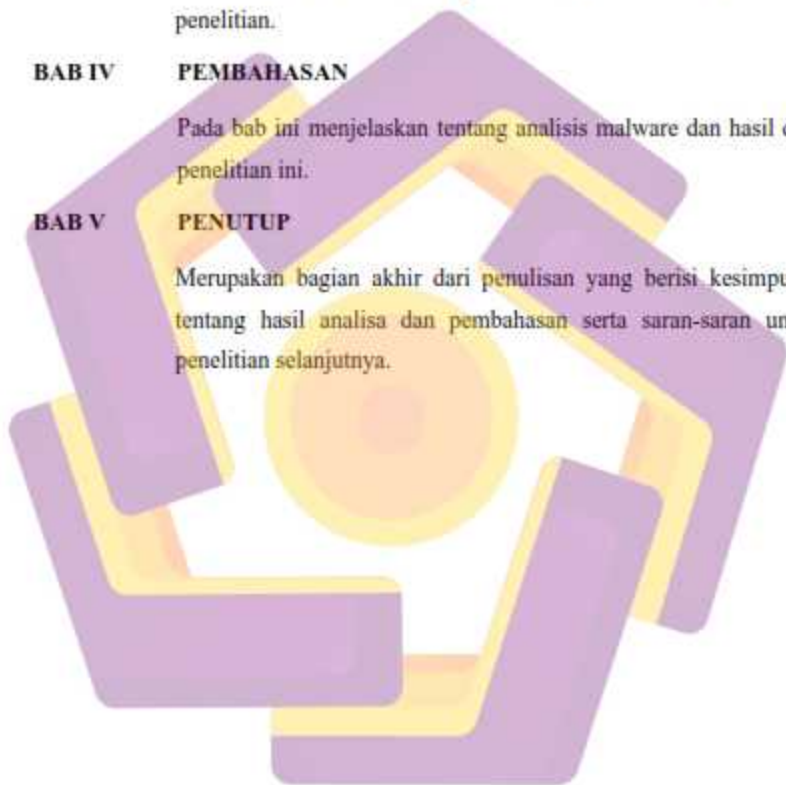 penelitian.
BAB IV PEMBAHASAN
Pada bab ini menjelaskan tentang analisis malware dan hasil
penelitian ini.
BAB V PENUTUP
Merupakan bagian akhir dari penulisan yang berisi
tentang hasil analisa dan pembahasan serta saran-saran
penelitian selanjutnya.